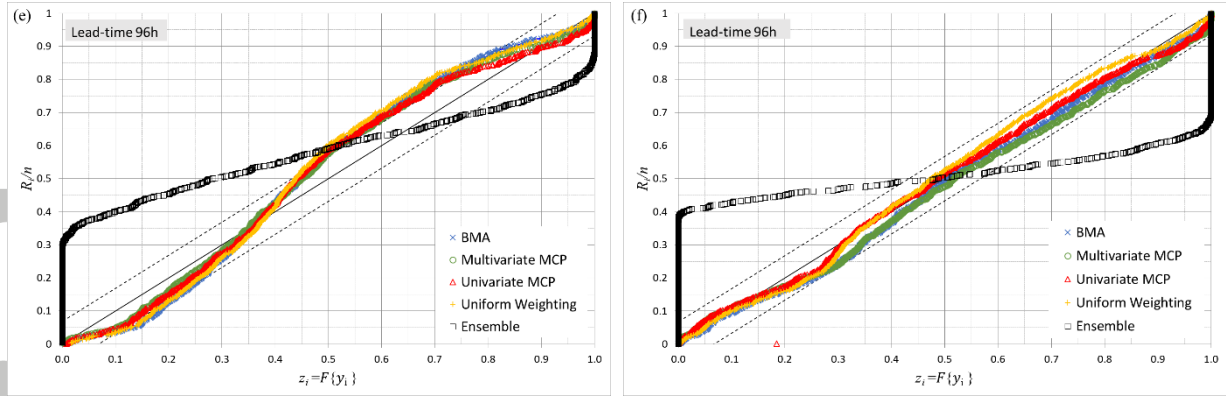 (e)
Lead-time 96h
R_i/n
1
0.9
0.8
0.7
0.6
0.5
0.4
0.3
0.2
0.1
0
× BMA
○ Multivariate MCP
△ Univariate MCP
+ Uniform Weighting
Ensemble
0.0 0.1 0.2 0.3 0.4 0.5 0.6 0.7 0.8 0.9 1.0
z_i=F{y_i}
(f)
Lead-time 96h
R_i/n
1
0.9
0.8
0.7
0.6
0.5
0.4
0.3
0.2
0.1
0
× BMA
○ Multivariate MCP
△ Univariate MCP
+ Uniform Weighting
□ Ensemble
0.0 0.1 0.2 0.3 0.4 0.5 0.6 0.7 0.8 0.9 1.0
z_i=F{y_i}